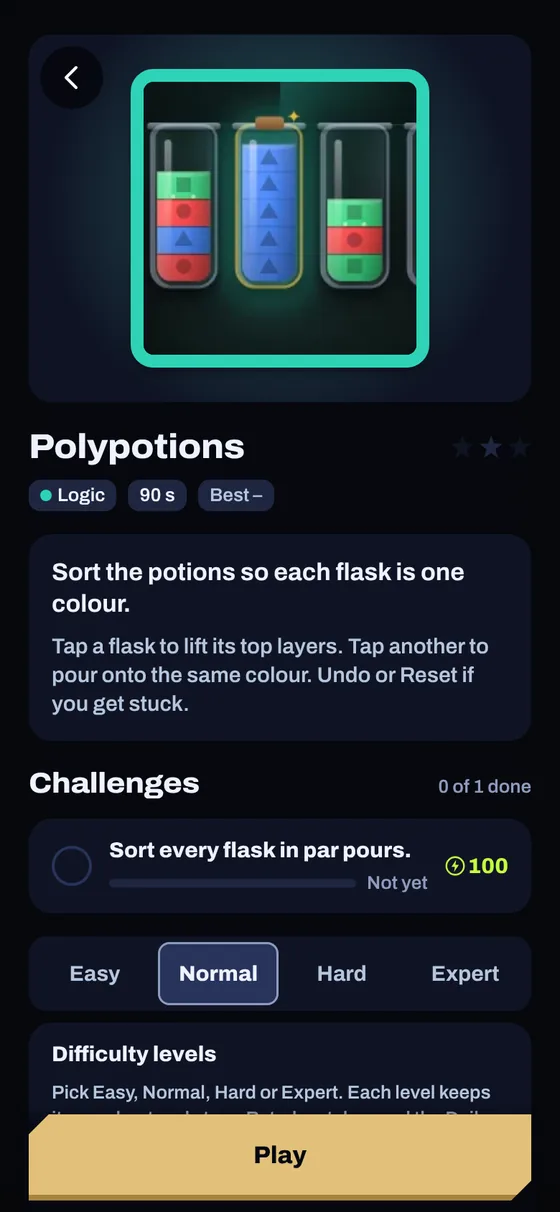 Polypotions
Logic
90 s
Best –
Sort the potions so each flask is one
colour.
Tap a flask to lift its top layers. Tap another to
pour onto the same colour. Undo or Reset if
you get stuck.
Challenges
0 of 1 done
Sort every flask in par pours.
Not yet
100
Easy
Normal
Hard
Expert
Difficulty levels
Pick Easy, Normal, Hard or Expert. Each level keeps
Play